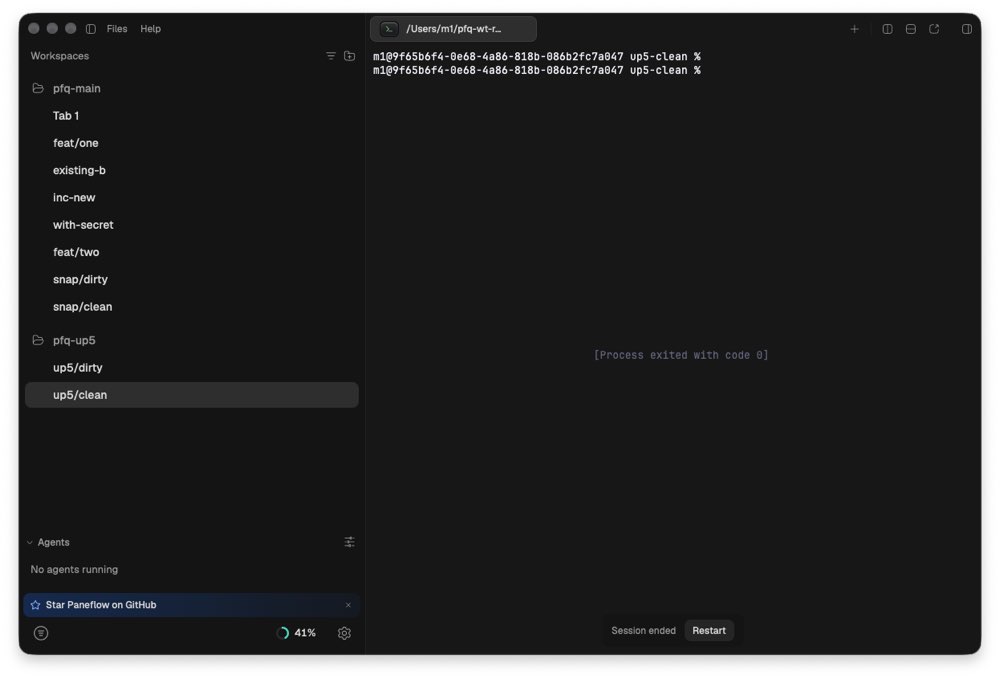 Files Help
/Users/m1/pfq-wt-r...
Workspaces
pfq-main
Tab 1
feat/one
existing-b
inc-new
with-secret
feat/two
snap/dirty
snap/clean
pfq-up5
up5/dirty
up5/clean
Agents
No agents running
Star Paneflow on GitHub
41%
m1@9f65b6f4-0e68-4a86-818b-086b2fc7a047 up5-clean %
m1@9f65b6f4-0e68-4a86-818b-086b2fc7a047 up5-clean %
[Process exited with code 0]
Session ended Restart